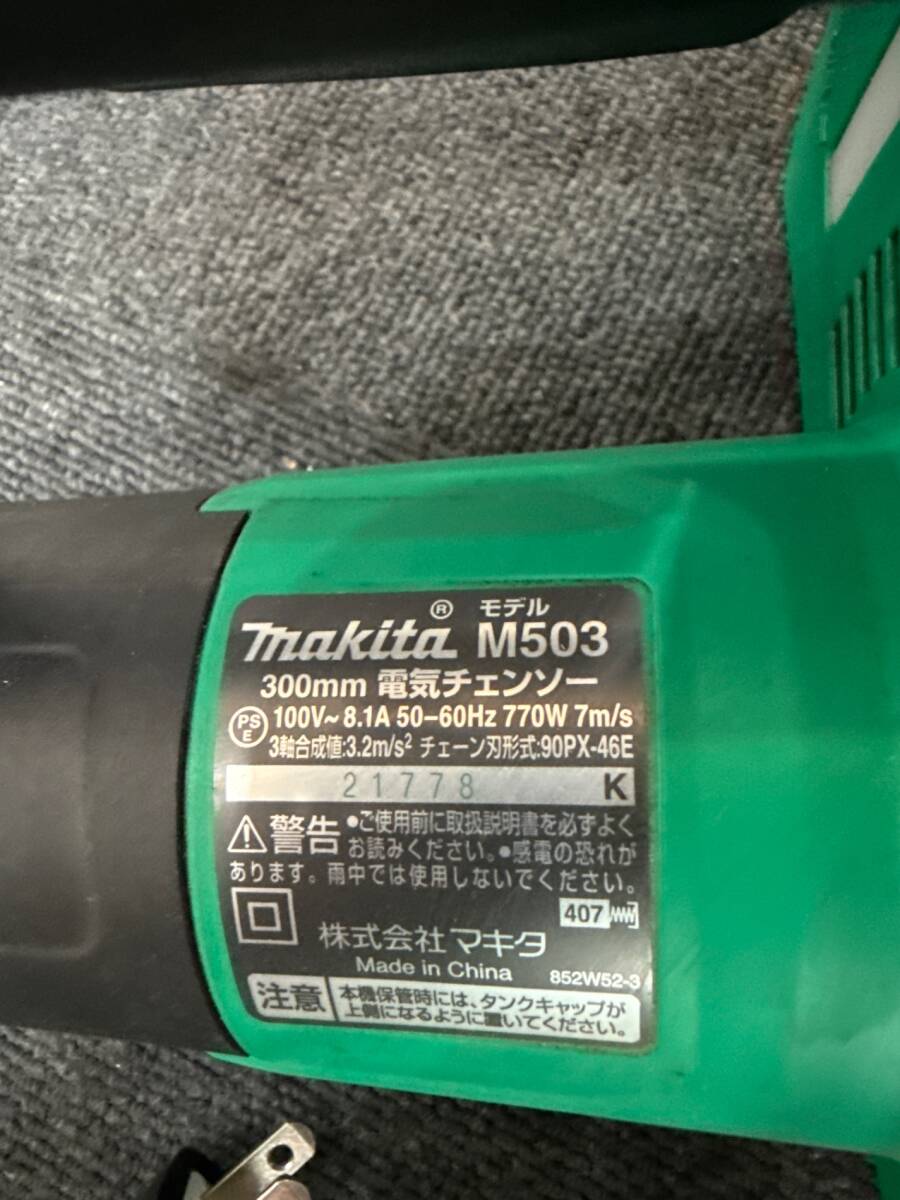 makita® モデル M503
300mm 電気チェンソー
PSE 100V~ 8.1A 50-60Hz 770W 7m/s
3軸合成値:3.2m/s² チェーン刃形式:90PX-46E
21778 K
警告 •ご使用前に取扱説明書を必ずよく
お読みください。•感電の恐れが
あります。雨中では使用しないでください。
407
株式会社マキタ
Made in China 852W52-3
注意 本機保管時には、タンクキャップが
上側になるように置いてください。